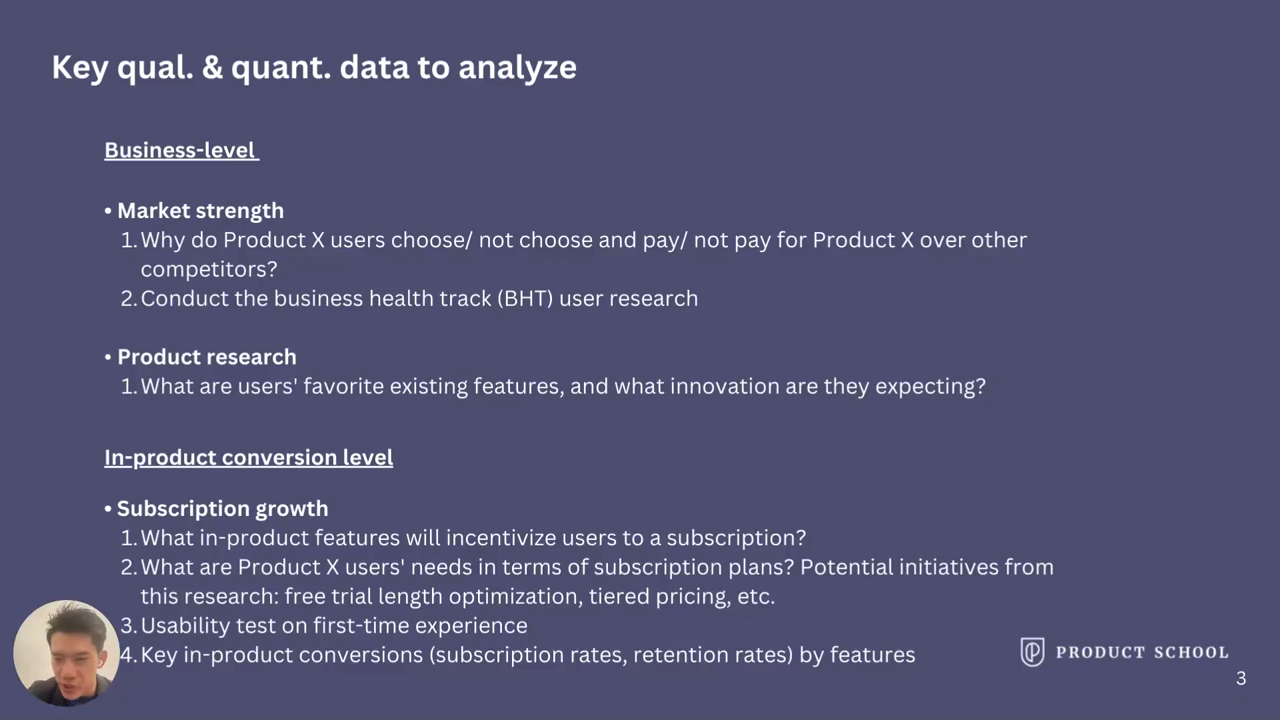 Key qual. & quant. data to analyze
Business-level
• Market strength
1. Why do Product X users choose/ not choose and pay/ not pay for Product X over other
competitors?
2. Conduct the business health track (BHT) user research
• Product research
1. What are users' favorite existing features, and what innovation are they expecting?
In-product conversion level
• Subscription growth
1. What in-product features will incentivize users to a subscription?
2. What are Product X users' needs in terms of subscription plans? Potential initiatives from
this research: free trial length optimization, tiered pricing, etc.
3. Usability test on first-time experience
4. Key in-product conversions (subscription rates, retention rates) by features
PRODUCT SCHOOL
3